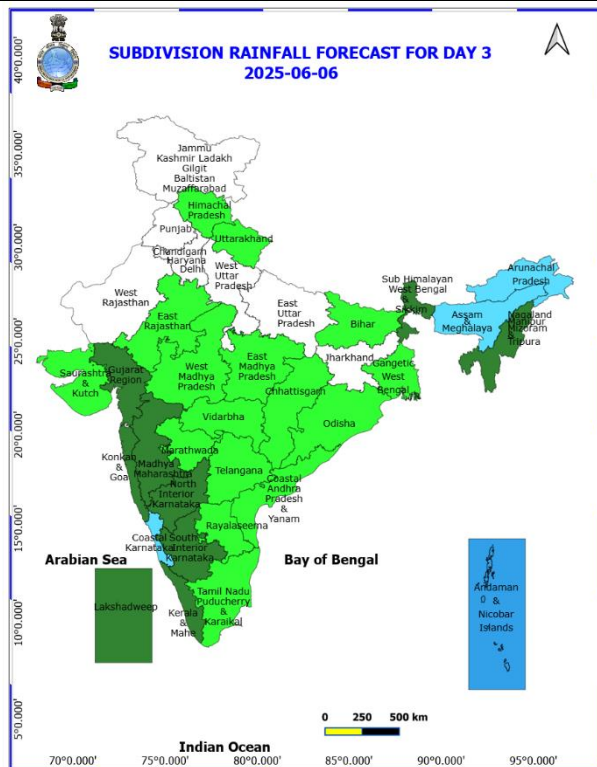 SUBDIVISION RAINFALL FORECAST FOR DAY 3
2025-06-06
40°0.000'
35°0.000'
30°0.000'
25°0.000'
20°0.000'
15°0.000'
10°0.000'
5°0.000'
Jammu
Kashmir Ladakh
Gilgit
Baltistan
Muzaffarabad
Himachal
Pradesh
Punjab
Uttarakhand
Chandigarh
Haryana
Delhi
West
Uttar
Pradesh
West
Rajasthan
East
Rajasthan
East
Uttar
Pradesh
Sub Himalayan
West Bengal
&
Sikkim
Arunachal
Pradesh
Assam
&
Meghalaya
Nagaland
Manipur
Mizoram
&
Tripura
Bihar
Jharkhand
Gangetic
West
Bengal
Saurashtra
&
Kutch
Gujarat
Region
West
Madhya
Pradesh
East
Madhya
Pradesh
Chhattisgarh
Odisha
Vidarbha
Konkan
&
Goa
Madhya
Maharashtra
Marathwada
Telangana
North
Interior
Karnataka
Coastal
Andhra
Pradesh
&
Yanam
Rayalaseema
Coastal
Karnataka
South
Interior
Karnataka
Arabian Sea
Bay of Bengal
Lakshadweep
Kerala
&
Mahe
Tamil Nadu
Puducherry
&
Karaikal
Andaman
&
Nicobar
Islands
0 250 500 km
Indian Ocean
70°0.000' 75°0.000' 80°0.000' 85°0.000' 90°0.000' 95°0.000'